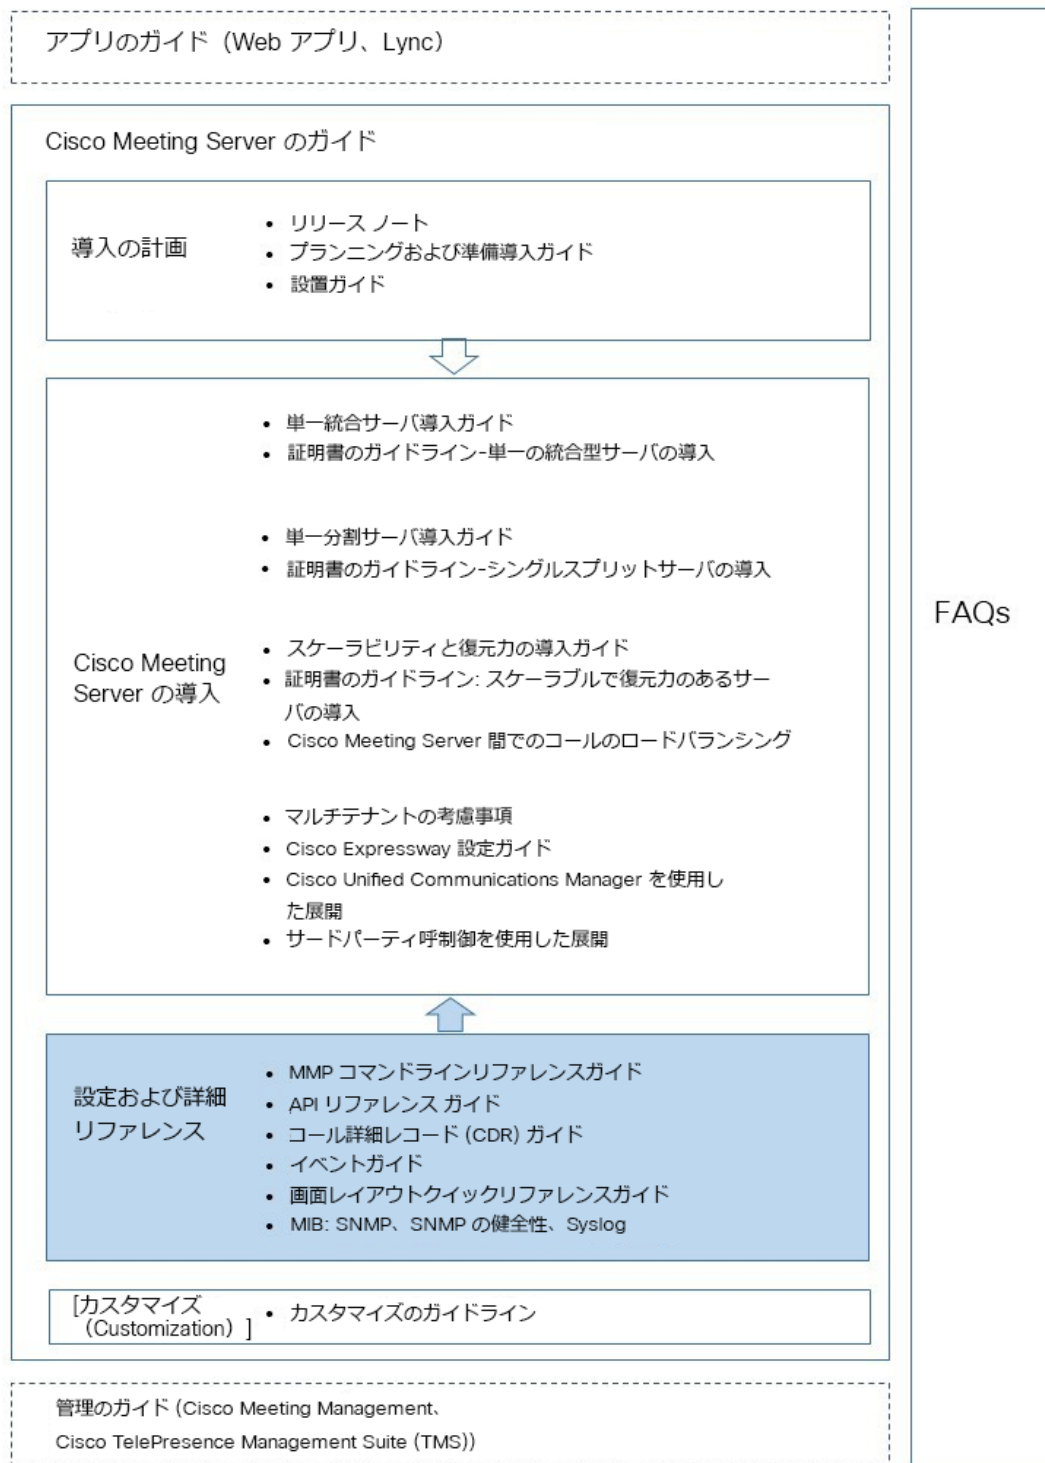 アプリのガイド（Web アプリ、Lync）
Cisco Meeting Server のガイド
導入の計画
• リリース ノート
• プランニングおよび準備導入ガイド
• 設置ガイド
Cisco Meeting
Server の導入
• 単一統合サーバ導入ガイド
• 証明書のガイドライン-単一の統合型サーバの導入
• 単一分割サーバ導入ガイド
• 証明書のガイドライン-シングルスプリットサーバの導入
• スケーラビリティと復元力の導入ガイド
• 証明書のガイドライン: スケーラブルで復元力のあるサー
バの導入
• Cisco Meeting Server 間でのコールのロードバランシング
• マルチテナントの考慮事項
• Cisco Expressway 設定ガイド
• Cisco Unified Communications Manager を使用し
た展開
• サードパーティ呼制御を使用した展開
設定および詳細
リファレンス
• MMP コマンドラインリファレンスガイド
• API リファレンス ガイド
• コール詳細レコード (CDR) ガイド
• イベントガイド
• 画面レイアウトクイックリファレンスガイド
• MIB: SNMP、SNMP の健全性、Syslog
[カスタマイズ
（Customization）]
• カスタマイズのガイドライン
管理のガイド (Cisco Meeting Management、
Cisco TelePresence Management Suite (TMS))
FAQs